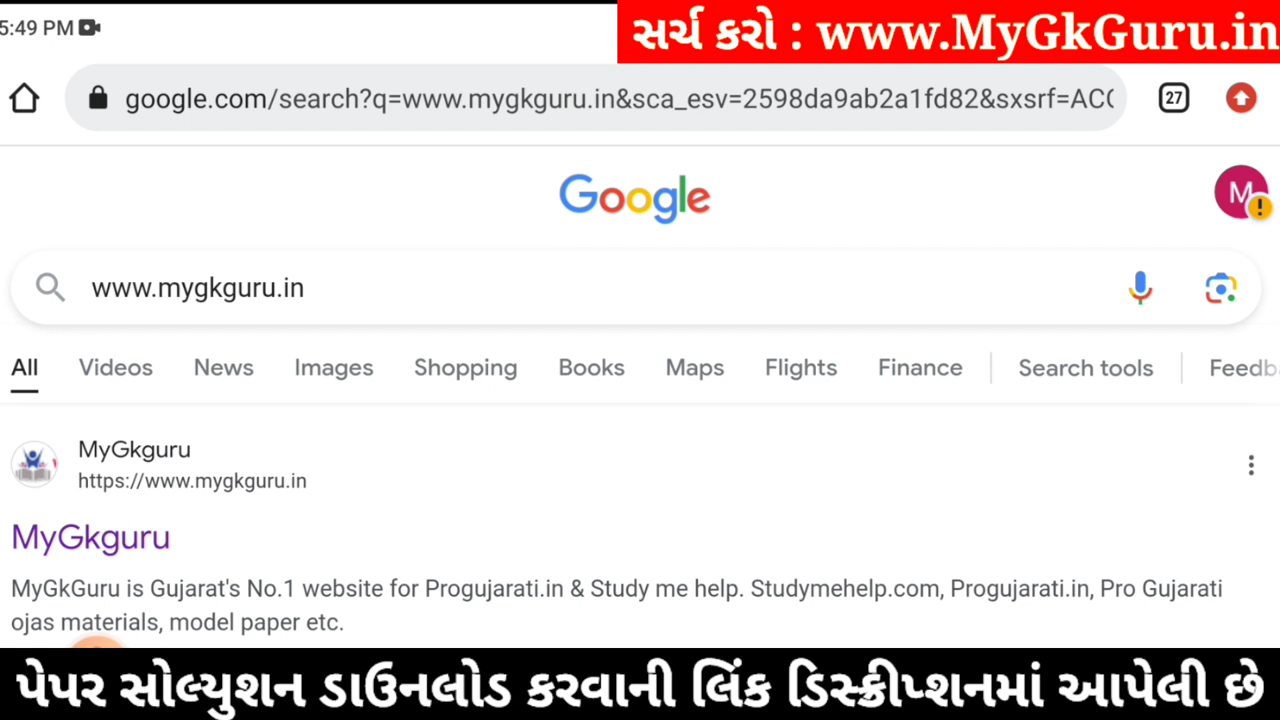 5:49 PM
સર્ચ કરો : www.MyGkGuru.in
google.com/search?q=www.mygkguru.in&sca_esv=2598da9ab2a1fd82&sxsrf=AC
27
Google
M
!
www.mygkguru.in
All Videos News Images Shopping Books Maps Flights Finance Search tools Feedb
MyGkguru
https://www.mygkguru.in
MyGkguru
MyGkGuru is Gujarat's No.1 website for Progujarati.in & Study me help. Studymehelp.com, Progujarati.in, Pro Gujarati
ojas materials, model paper etc.
પેપર સોલ્યુશન ડાઉનલોડ કરવાની લિંક ડિસ્ક્રીપ્શનમાં આપેલી છે